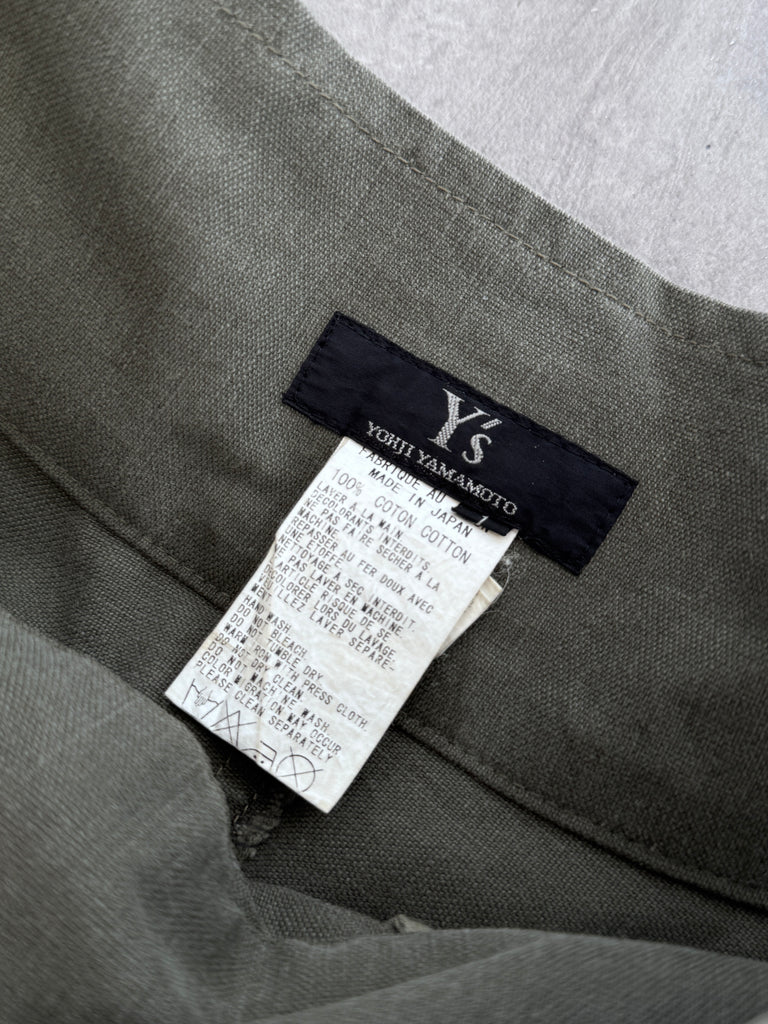 Y's
YOHJI YAMAMOTO
FABRIQUE AU
MADE IN JAPAN
100% COTON COTTON
LAVER A LA MAIN
DECOLORANTS INTERDITS
NE PAS FAIRE SECHER A LA
MACHINE.
REPASSER AU FER DOUX AVEC
UNE ETOFFE.
NETTOYAGE A SEC INTERDIT.
NE PAS LAVER EN MACHINE
ARTICLE RISQUE DE SE
DECOLORER LORS DU LAVAGE.
VEUILLEZ LAVER SEPARE-
MENT
HAND WASH
DO NOT BLEACH
DO NOT TUMBLE DRY
WARM IRON WITH PRESS CLOTH.
DO NOT DRY CLEAN.
DO NOT MACHINE WASH
COLOR MIGRATION MAY OCCUR
PLEASE CLEAN SEPARATELY